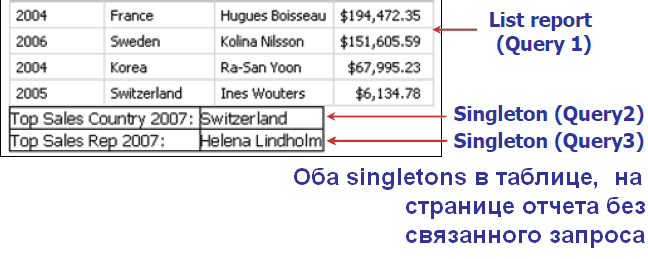 2004 France Hugues Boisseau $194,472.35
2006 Sweden Kolina Nilsson $151,605.59
2004 Korea Ra-San Yoon $67,995.23
2005 Switzerland Ines Wouters $6,134.78
Top Sales Country 2007: Switzerland
Top Sales Rep 2007: Helena Lindholm
List report
(Query 1)
Singleton (Query2)
Singleton (Query3)
Оба singletons в таблице, на
странице отчета без
связанного запроса